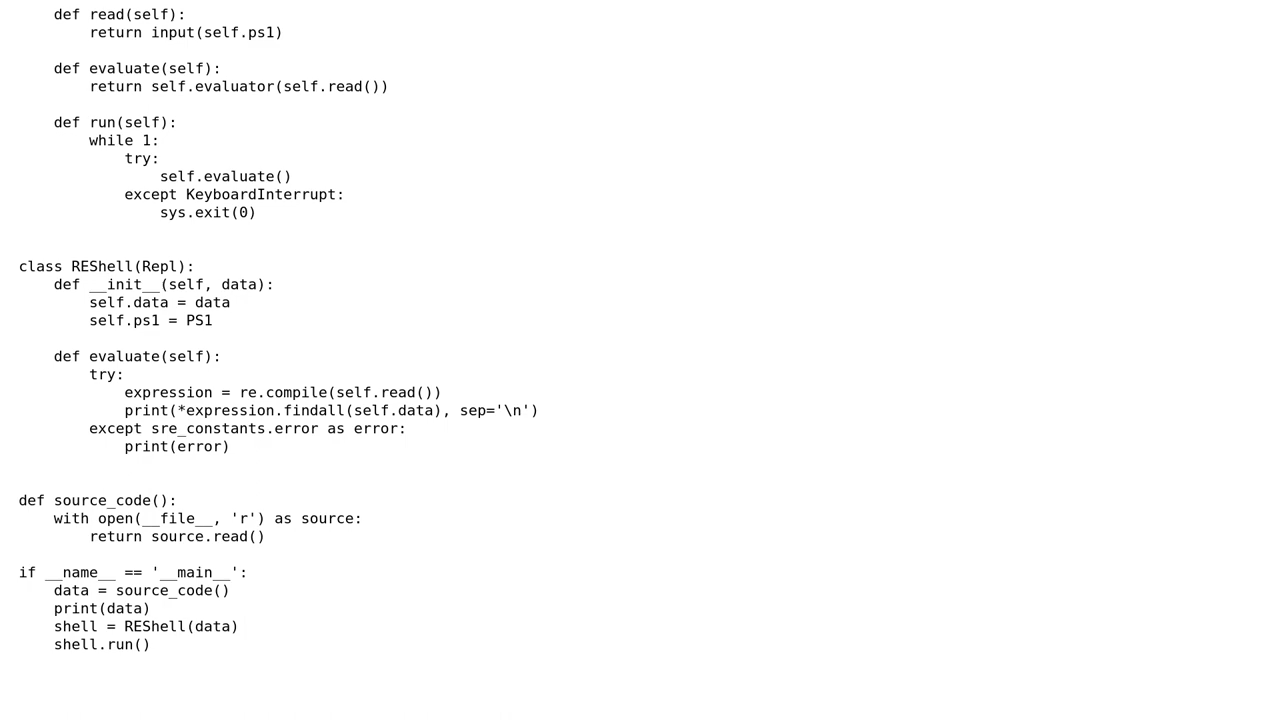 def read(self):
        return input(self.ps1)

    def evaluate(self):
        return self.evaluator(self.read())

    def run(self):
        while 1:
            try:
                self.evaluate()
            except KeyboardInterrupt:
                sys.exit(0)


class REShell(Repl):
    def __init__(self, data):
        self.data = data
        self.ps1 = PS1

    def evaluate(self):
        try:
            expression = re.compile(self.read())
            print(*expression.findall(self.data), sep='\n')
        except sre_constants.error as error:
            print(error)


def source_code():
    with open(__file__, 'r') as source:
        return source.read()

if __name__ == '__main__':
    data = source_code()
    print(data)
    shell = REShell(data)
    shell.run()